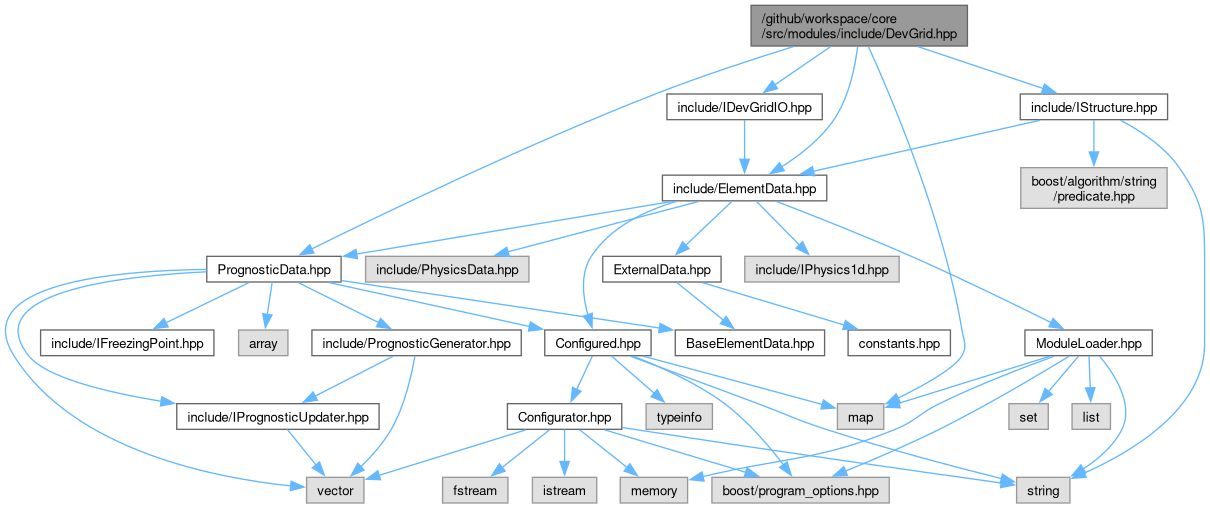 /github/workspace/core
/src/modules/include/DevGrid.hpp
include/IDevGridIO.hpp
include/IStructure.hpp
boost/algorithm/string
/predicate.hpp
include/ElementData.hpp
PrognosticData.hpp
include/PhysicsData.hpp
ExternalData.hpp
include/IPhysics1d.hpp
include/IFreezingPoint.hpp
array
include/PrognosticGenerator.hpp
Configured.hpp
BaseElementData.hpp
constants.hpp
ModuleLoader.hpp
include/IPrognosticUpdater.hpp
Configurator.hpp
typeinfo
map
set
list
vector
fstream
istream
memory
boost/program_options.hpp
string